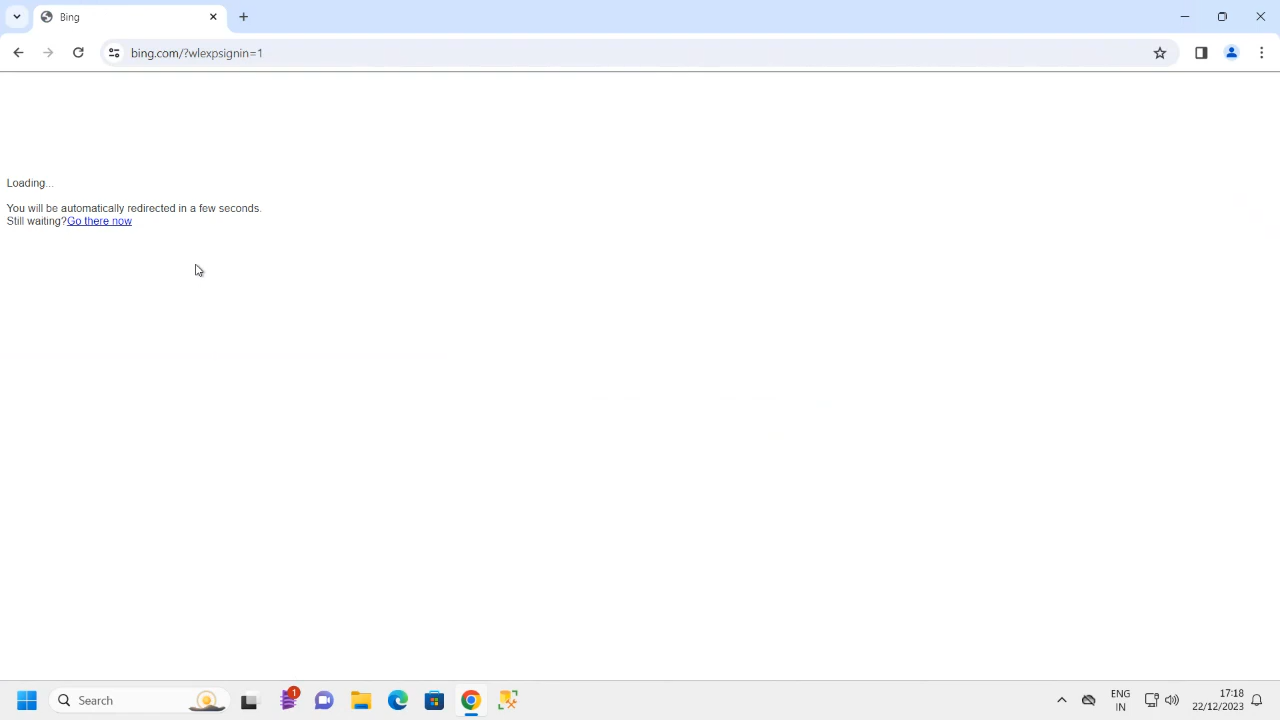 Bing
bing.com/?wlexpsignin=1
Loading...
You will be automatically redirected in a few seconds.
Still waiting?Go there now
Search
1
ENG
IN
17:18
22/12/2023